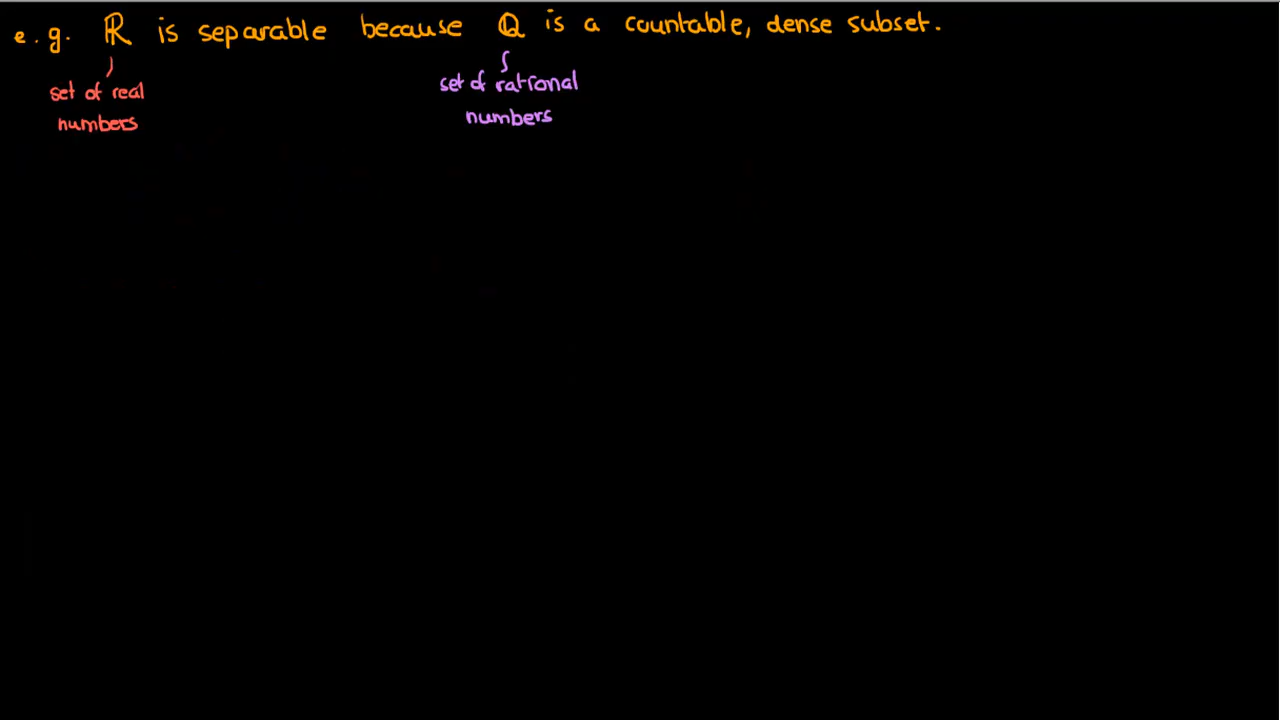 e.g. ℝ is separable because ℚ is a countable, dense subset.
set of real
numbers
set of rational
numbers